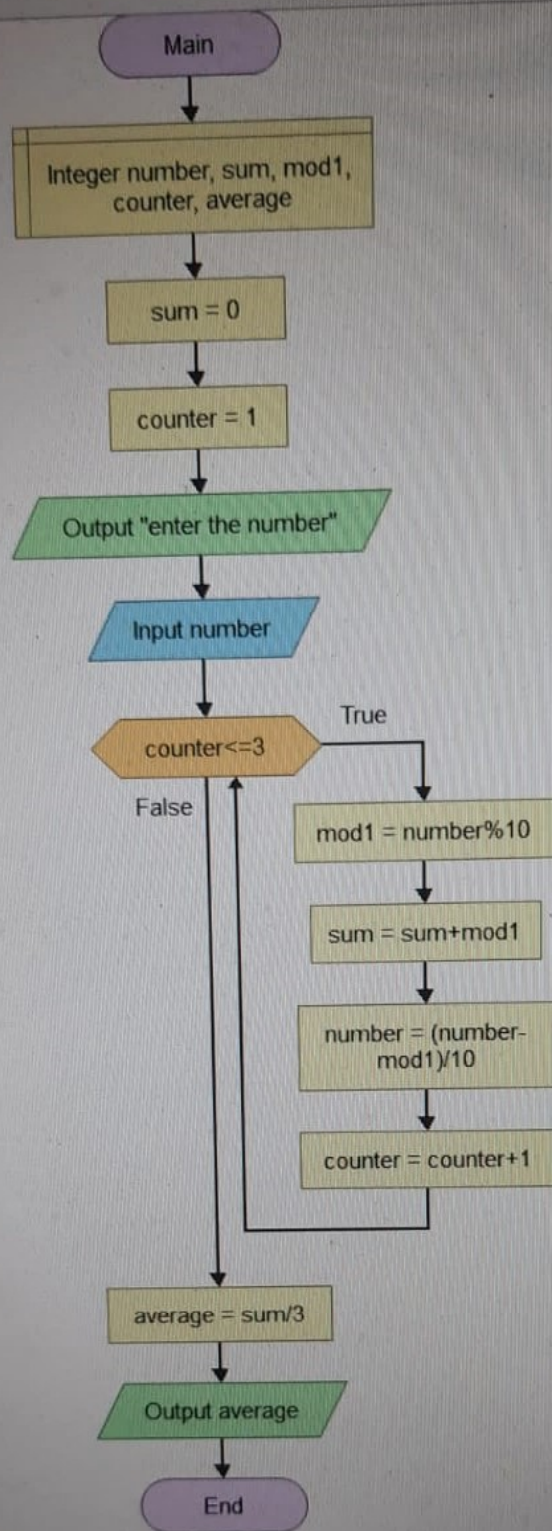 Main
Integer number, sum, mod1,
counter, average
sum = 0
counter = 1
Output "enter the number"
Input number
counter<=3
True
False
mod1 = number%10
sum = sum+mod1
number = (number-
mod1)/10
counter = counter+1
average = sum/3
Output average
End